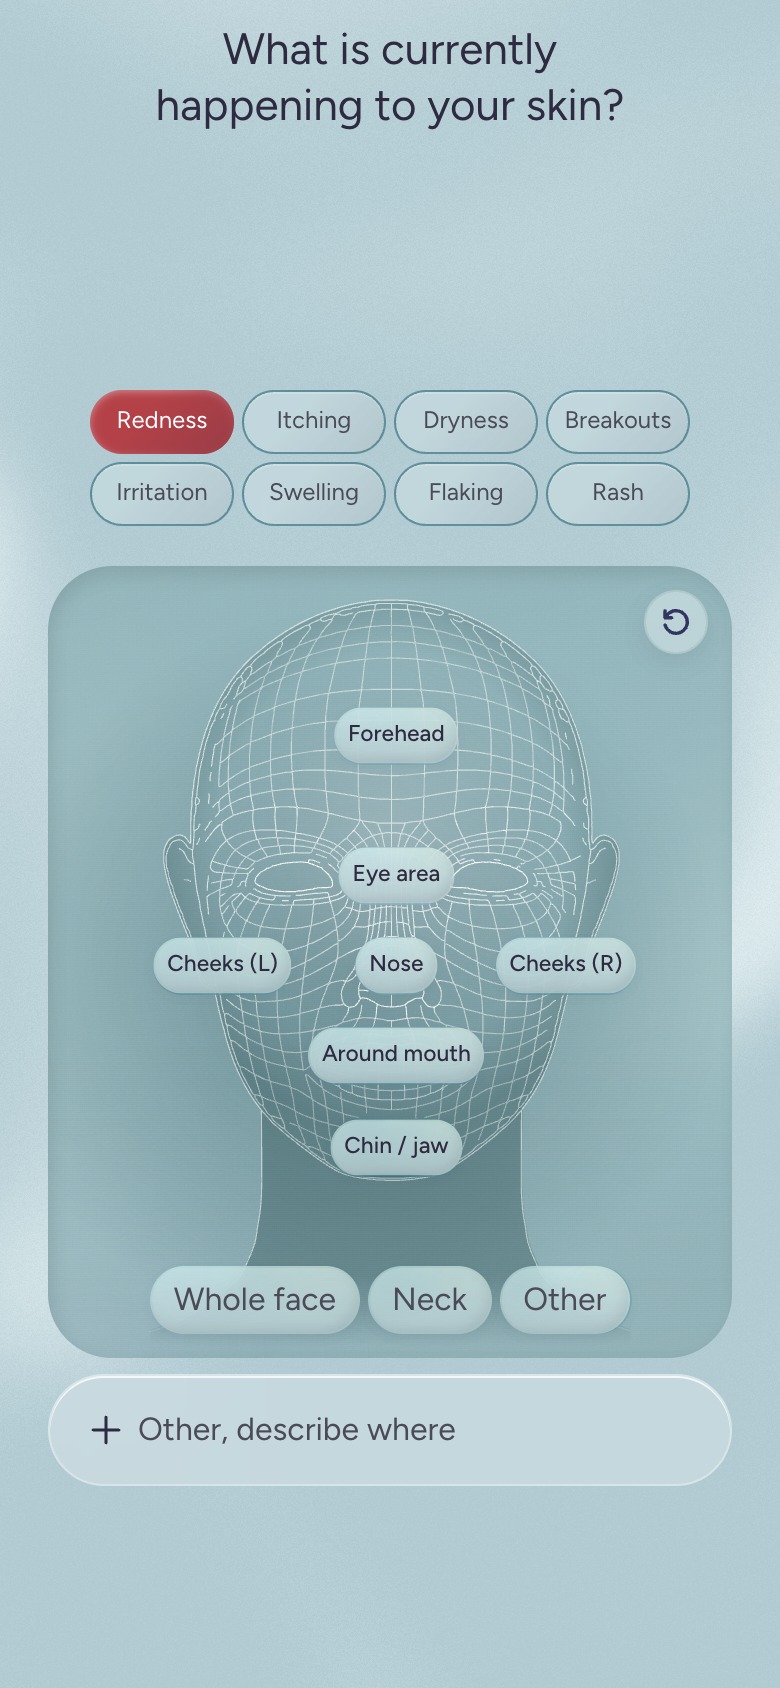 What is currently
happening to your skin?
Redness Itching Dryness Breakouts
Irritation Swelling Flaking Rash
Forehead
Eye area
Cheeks (L) Nose Cheeks (R)
Around mouth
Chin / jaw
Whole face Neck Other
Other, describe where